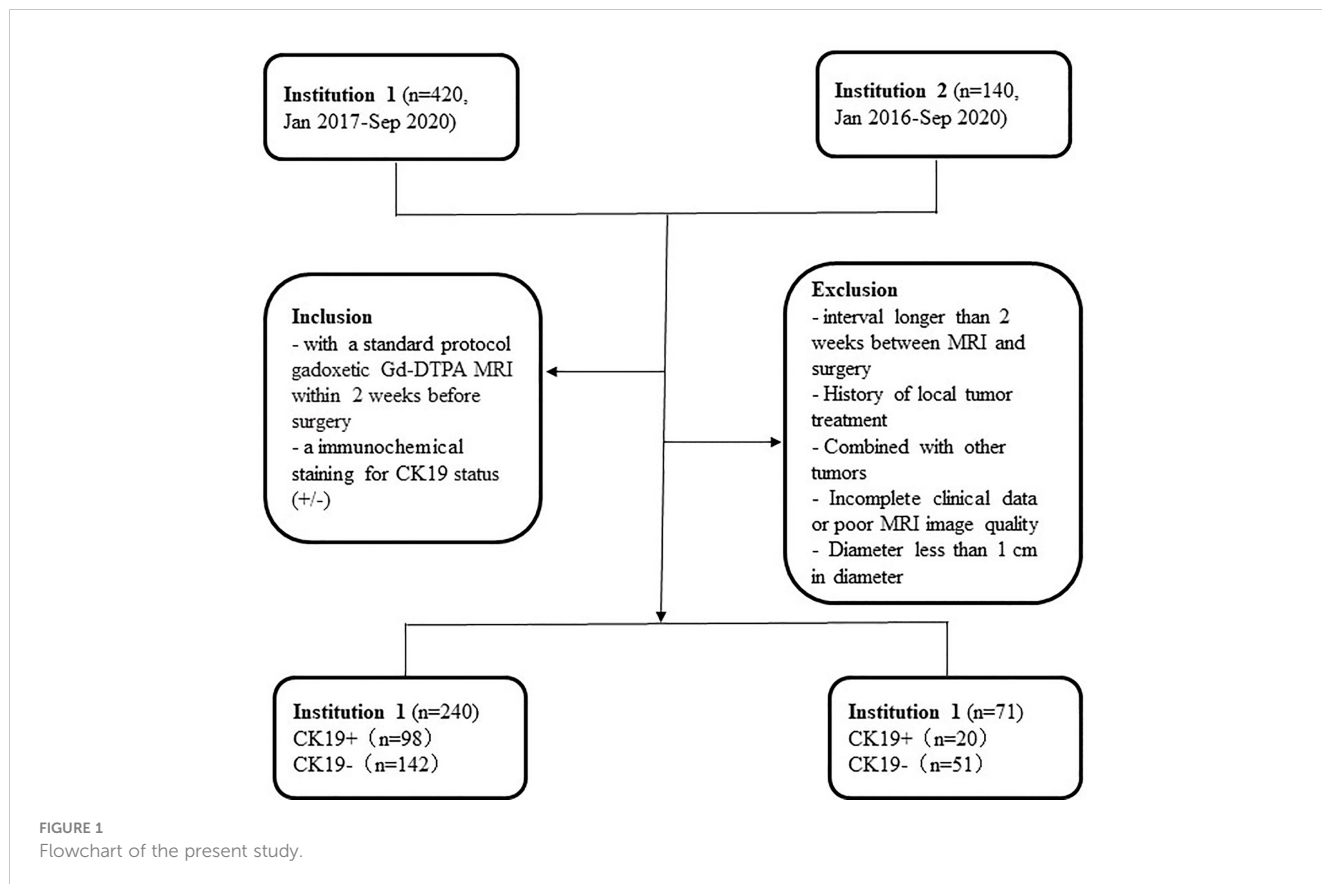 Institution 1 (n=420,
Jan 2017-Sep 2020)
Institution 2 (n=140,
Jan 2016-Sep 2020)
Inclusion
- with a standard protocol
gadoxetic Gd-DTPA MRI
within 2 weeks before
surgery
- a immunochemical
staining for CK19 status
(+/-)
Exclusion
- interval longer than 2
weeks between MRI and
surgery
- History of local tumor
treatment
- Combined with other
tumors
- Incomplete clinical data
or poor MRI image quality
- Diameter less than 1 cm
in diameter
Institution 1 (n=240)
CK19+（n=98）
CK19-（n=142）
Institution 1 (n=71)
CK19+（n=20）
CK19-（n=51）
FIGURE 1
Flowchart of the present study.